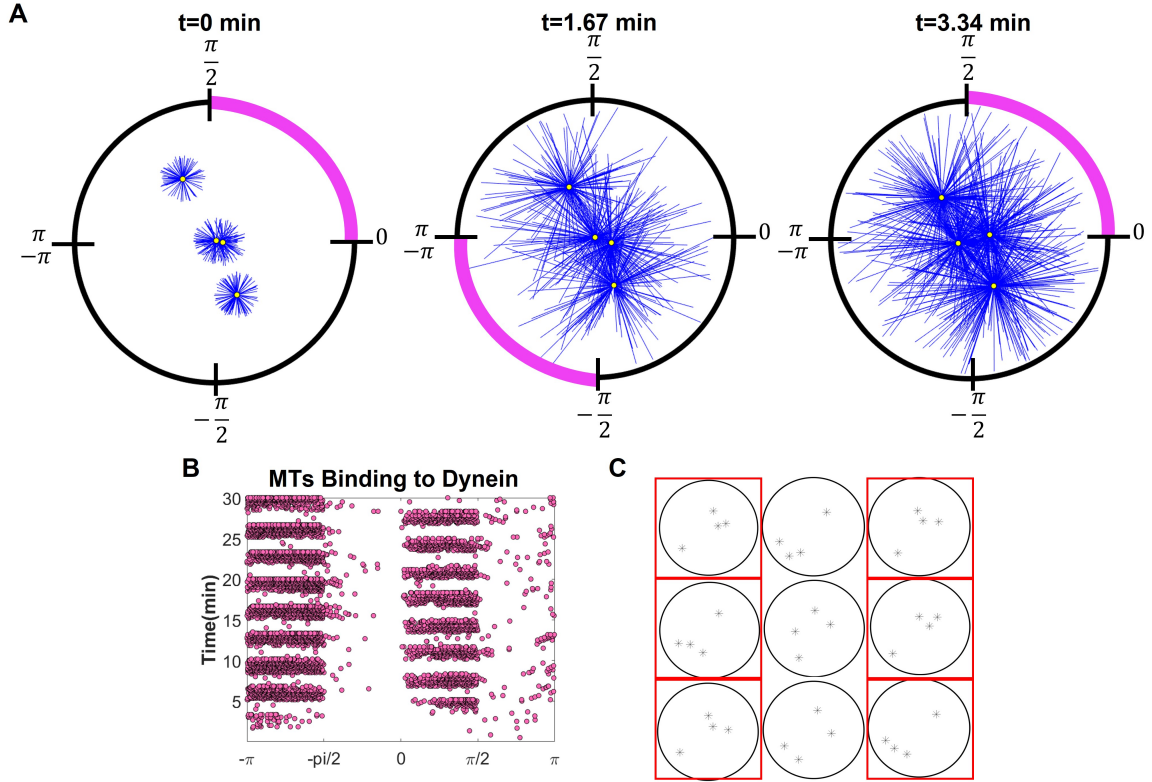 A
t=0 min
t=1.67 min
t=3.34 min
π/2
π/2
π/2
π
-π
0
π
-π
0
π
-π
0
-π/2
-π/2
-π/2
B
MTs Binding to Dynein
C
Time(min)
30
25
20
15
10
5
-π
-pi/2
0
π/2
π